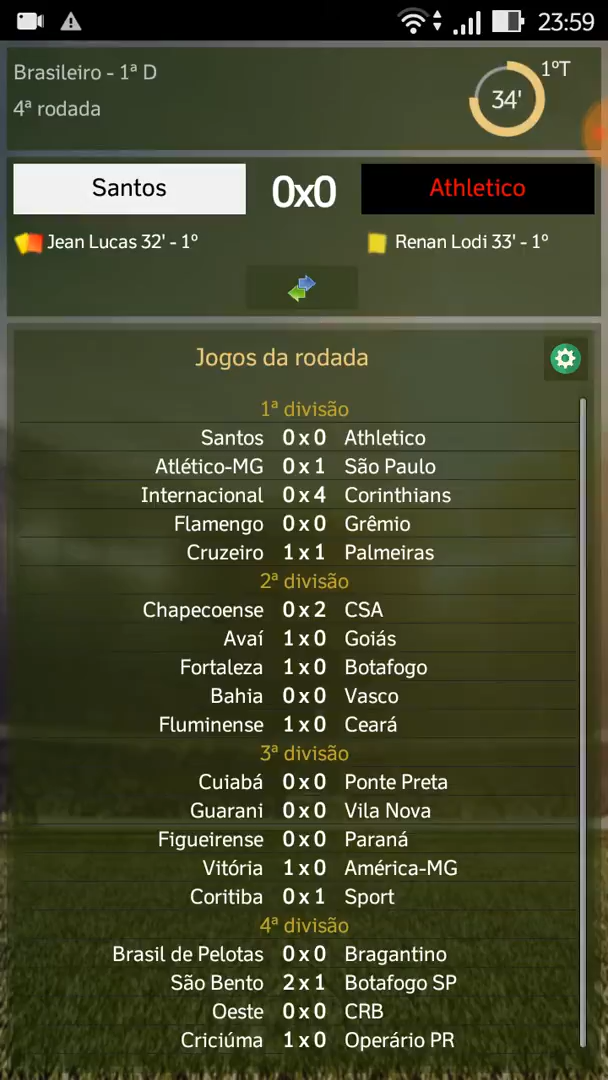 23:59
Brasileiro - 1ª D
4ª rodada
34'
1ºT
Santos 0x0 Athletico
Jean Lucas 32' - 1º
Renan Lodi 33' - 1º
Jogos da rodada
1ª divisão
Santos 0 x 0 Athletico
Atlético-MG 0 x 1 São Paulo
Internacional 0 x 4 Corinthians
Flamengo 0 x 0 Grêmio
Cruzeiro 1 x 1 Palmeiras
2ª divisão
Chapecoense 0 x 2 CSA
Avaí 1 x 0 Goiás
Fortaleza 1 x 0 Botafogo
Bahia 0 x 0 Vasco
Fluminense 1 x 0 Ceará
3ª divisão
Cuiabá 0 x 0 Ponte Preta
Guarani 0 x 0 Vila Nova
Figueirense 0 x 0 Paraná
Vitória 1 x 0 América-MG
Coritiba 0 x 1 Sport
4ª divisão
Brasil de Pelotas 0 x 0 Bragantino
São Bento 2 x 1 Botafogo SP
Oeste 0 x 0 CRB
Criciúma 1 x 0 Operário PR